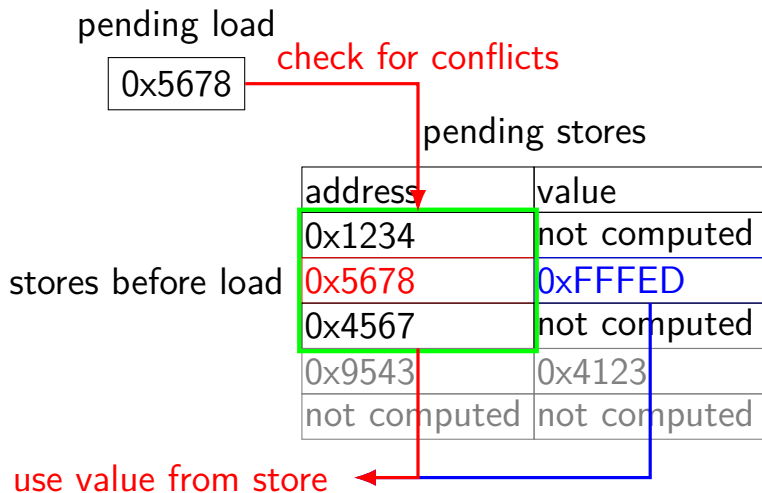 pending load
check for conflicts
0x5678
pending stores
address value
0x1234 not computed
stores before load 0x5678 0xFFFED
0x4567 not computed
0x9543 0x4123
not computed not computed
use value from store